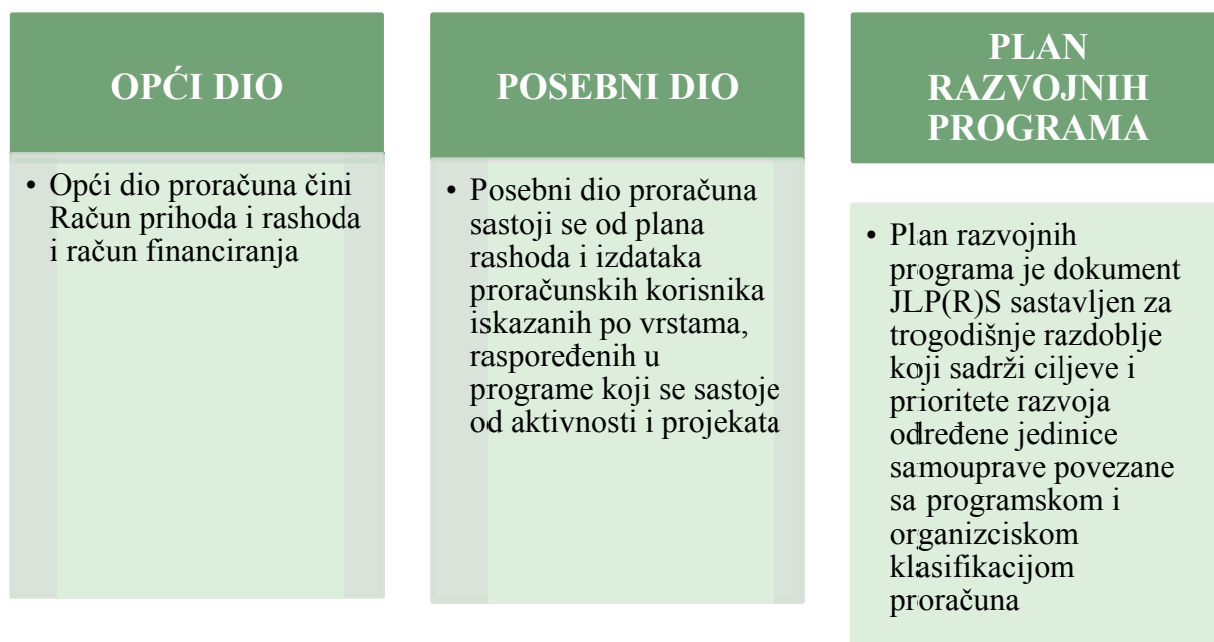 OPĆI DIO
• Opći dio proračuna čini
Račun prihoda i rashoda
i račun financiranja
POSEBNI DIO
• Posebni dio proračuna
sastoji se od plana
rashoda i izdataka
proračunskih korisnika
iskazanih po vrstama,
raspoređenih u
programe koji se sastoje
od aktivnosti i projekata
PLAN
RAZVOJNIH
PROGRAMA
• Plan razvojnih
programa je dokument
JLP(R)S sastavljen za
trogodišnje razdoblje
koji sadrži ciljeve i
prioritete razvoja
određene jedinice
samouprave povezane
sa programskom i
organizciskom
klasifikacijom
proračuna